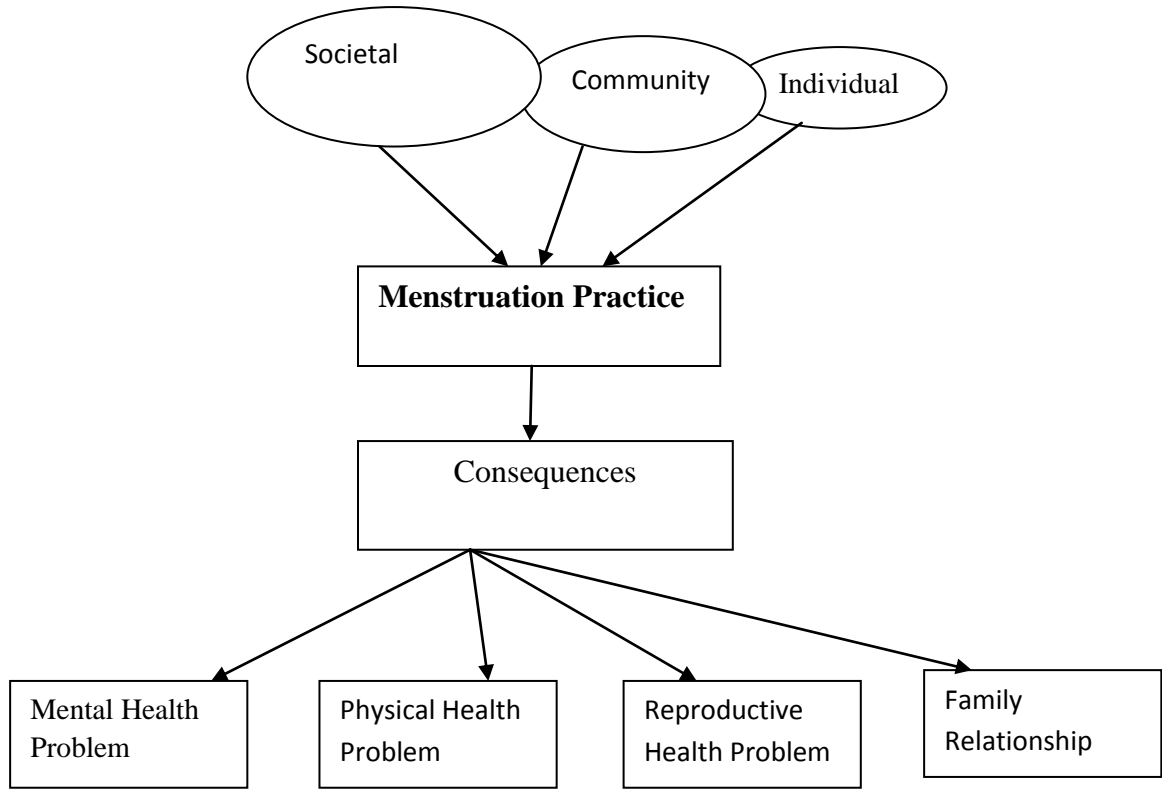 Societal
Community
Individual
Menstruation Practice
Consequences
Mental Health
Problem
Physical Health
Problem
Reproductive
Health Problem
Family
Relationship